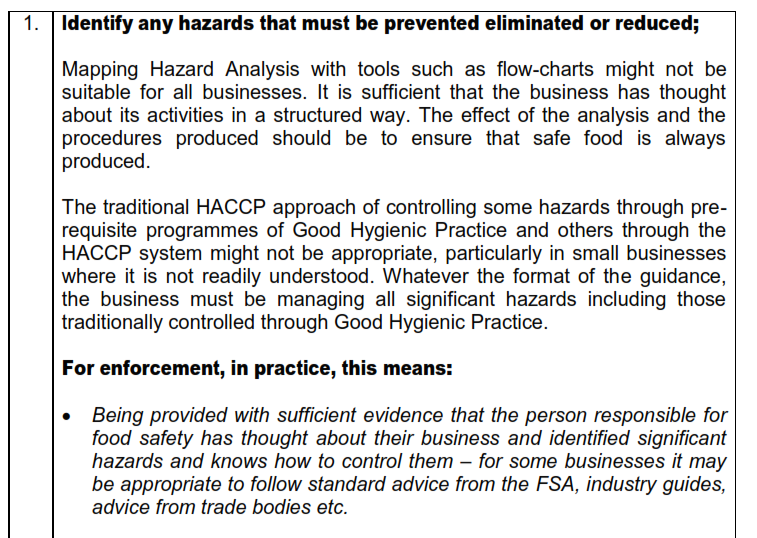 1. Identify any hazards that must be prevented eliminated or reduced;
Mapping Hazard Analysis with tools such as flow-charts might not be
suitable for all businesses. It is sufficient that the business has thought
about its activities in a structured way. The effect of the analysis and the
procedures produced should be to ensure that safe food is always
produced.
The traditional HACCP approach of controlling some hazards through pre-
requisite programmes of Good Hygienic Practice and others through the
HACCP system might not be appropriate, particularly in small businesses
where it is not readily understood. Whatever the format of the guidance,
the business must be managing all significant hazards including those
traditionally controlled through Good Hygienic Practice.
For enforcement, in practice, this means:
• Being provided with sufficient evidence that the person responsible for
food safety has thought about their business and identified significant
hazards and knows how to control them – for some businesses it may
be appropriate to follow standard advice from the FSA, industry guides,
advice from trade bodies etc.